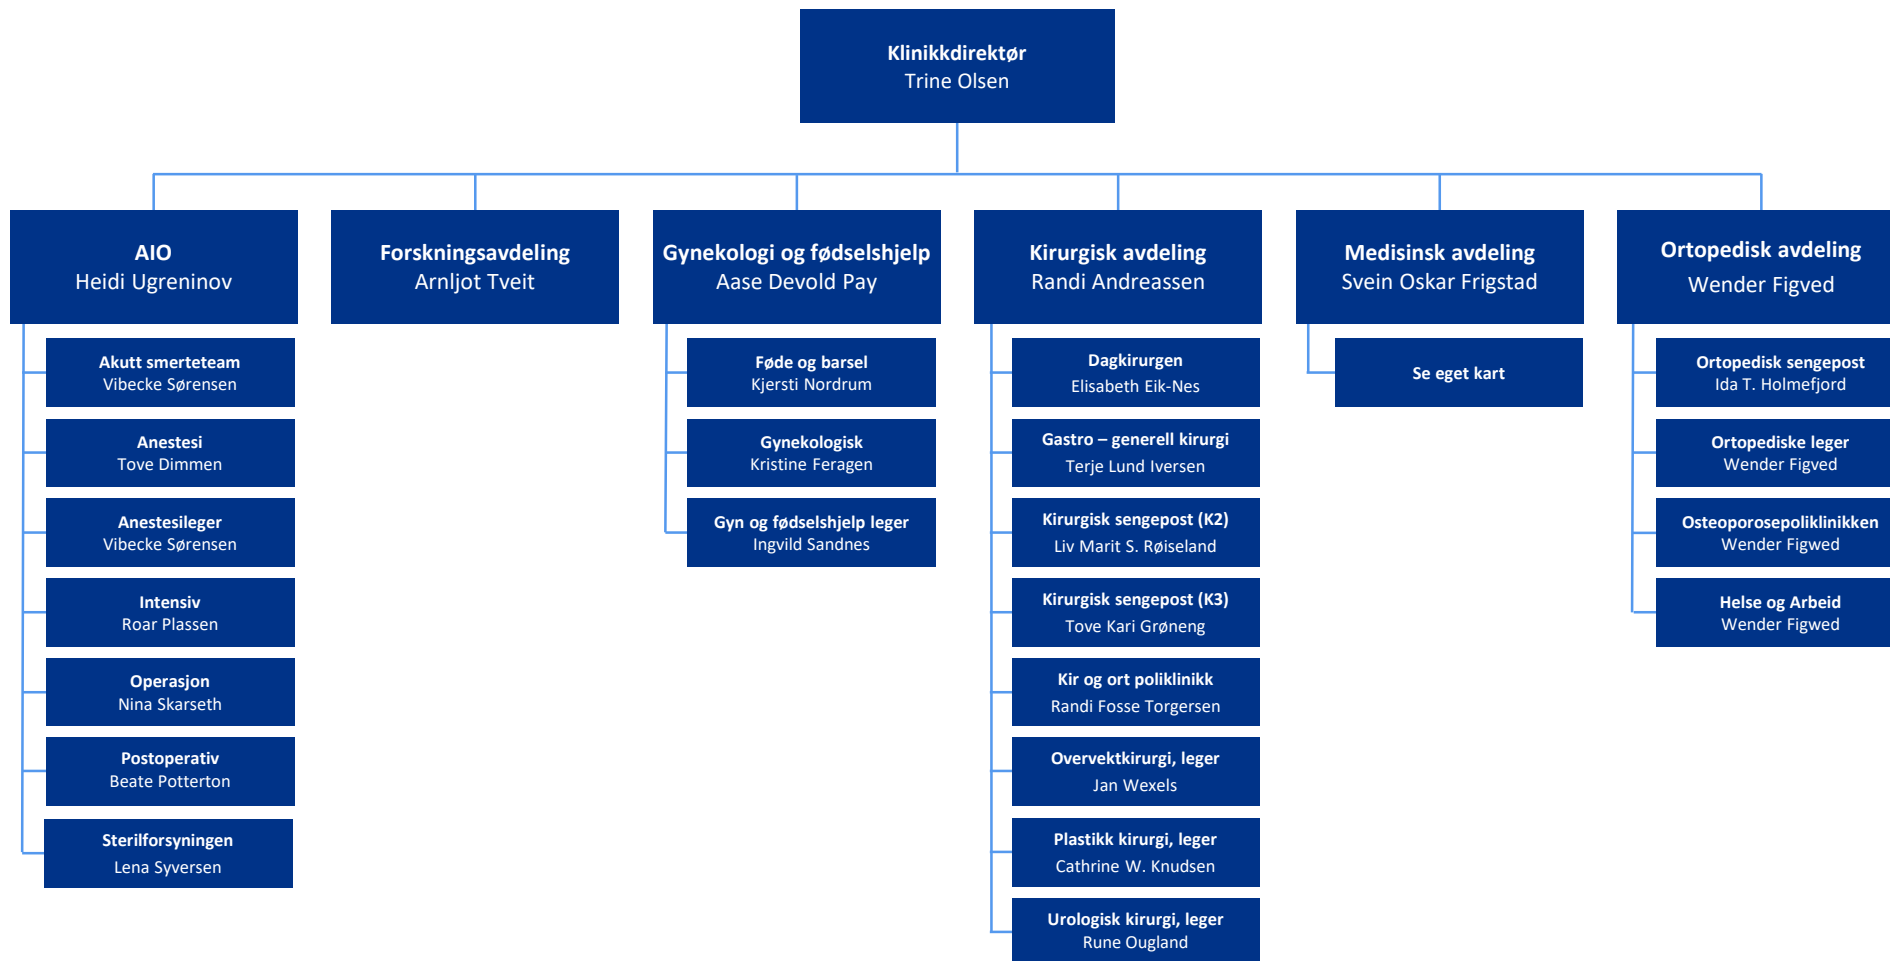 Klinikkdirektør
Trine Olsen
AIO
Heidi Ugreninov
Akutt smerteteam
Vibecke Sørensen
Anestesi
Tove Dimmen
Anestesileger
Vibecke Sørensen
Intensiv
Roar Plassen
Operasjon
Nina Skarseth
Postoperativ
Beate Potterton
Sterilforsyningen
Lena Syversen
Forskningsavdeling
Arnljot Tveit
Gynekologi og fødselshjelp
Aase Devold Pay
Føde og barsel
Kjersti Nordrum
Gynekologisk
Kristine Feragen
Gyn og fødselshjelp leger
Ingvild Sandnes
Kirurgisk avdeling
Randi Andreassen
Dagkirurgen
Elisabeth Eik-Nes
Gastro – generell kirurgi
Terje Lund Iversen
Kirurgisk sengepost (K2)
Liv Marit S. Røiseland
Kirurgisk sengepost (K3)
Tove Kari Grøneng
Kir og ort poliklinikk
Randi Fosse Torgersen
Overvektkirurgi, leger
Jan Wexels
Plastikk kirurgi, leger
Cathrine W. Knudsen
Urologisk kirurgi, leger
Rune Ougland
Medisinsk avdeling
Svein Oskar Frigstad
Se eget kart
Ortopedisk avdeling
Wender Figved
Ortopedisk sengepost
Ida T. Holmefjord
Ortopediske leger
Wender Figved
Osteoporosepoliklinikken
Wender Figwed
Helse og Arbeid
Wender Figwed